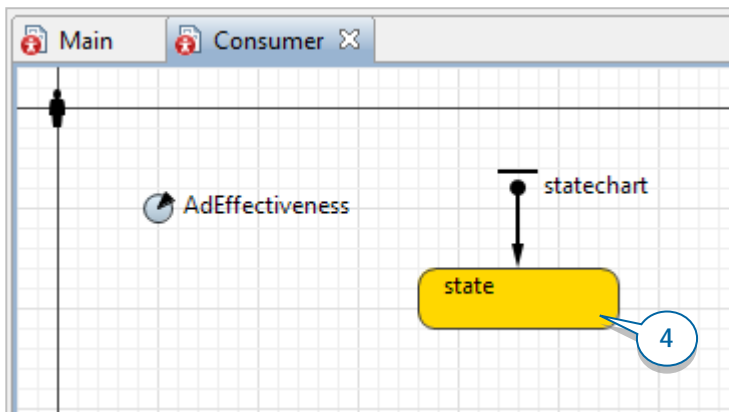 Main
Consumer
statechart
AdEffectiveness
state
4